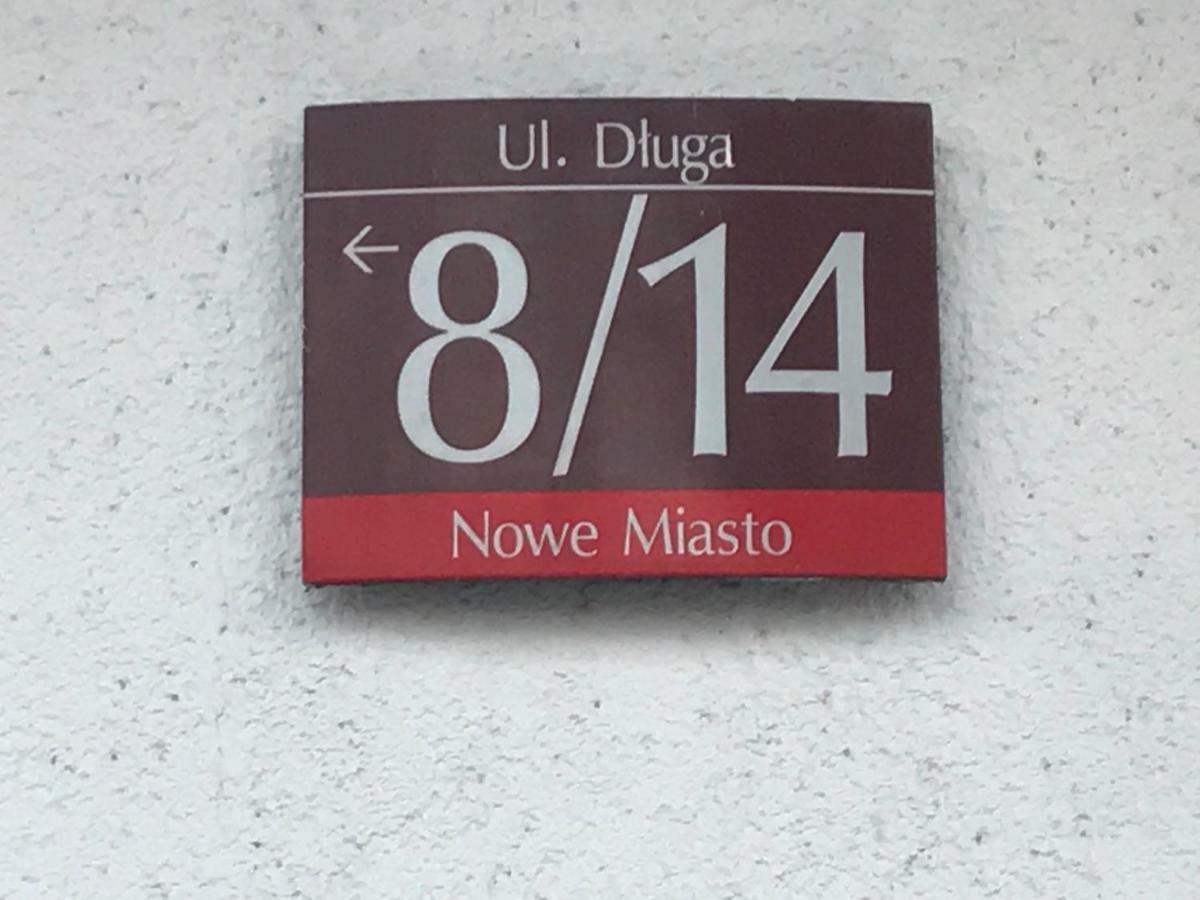 Ul. Długa
← 8/14
Nowe Miasto